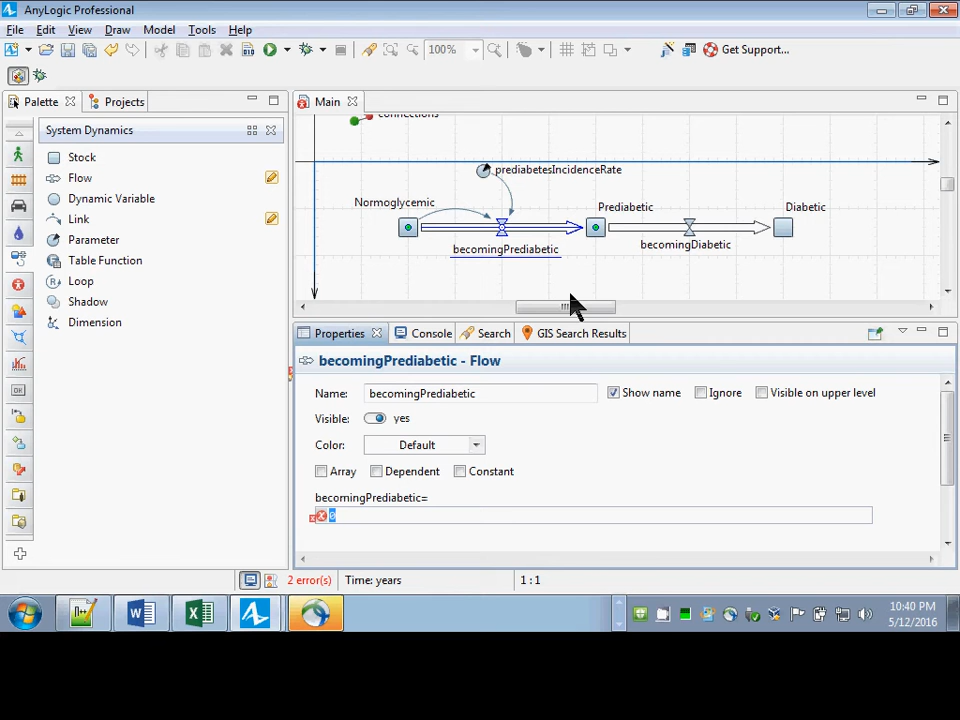 AnyLogic Professional
File Edit View Draw Model Tools Help
100% Get Support...
Palette Projects Main
System Dynamics
Stock
Flow
Dynamic Variable
Link
Parameter
Table Function
Loop
Shadow
Dimension
connections
prediabetesIncidenceRate
Normoglycemic Prediabetic Diabetic
becomingPrediabetic becomingDiabetic
Properties Console Search GIS Search Results
becomingPrediabetic - Flow
Name: becomingPrediabetic Show name Ignore Visible on upper level
Visible: yes
Color: Default
Array Dependent Constant
becomingPrediabetic=
0
2 error(s) Time: years 1 : 1
10:40 PM
5/12/2016